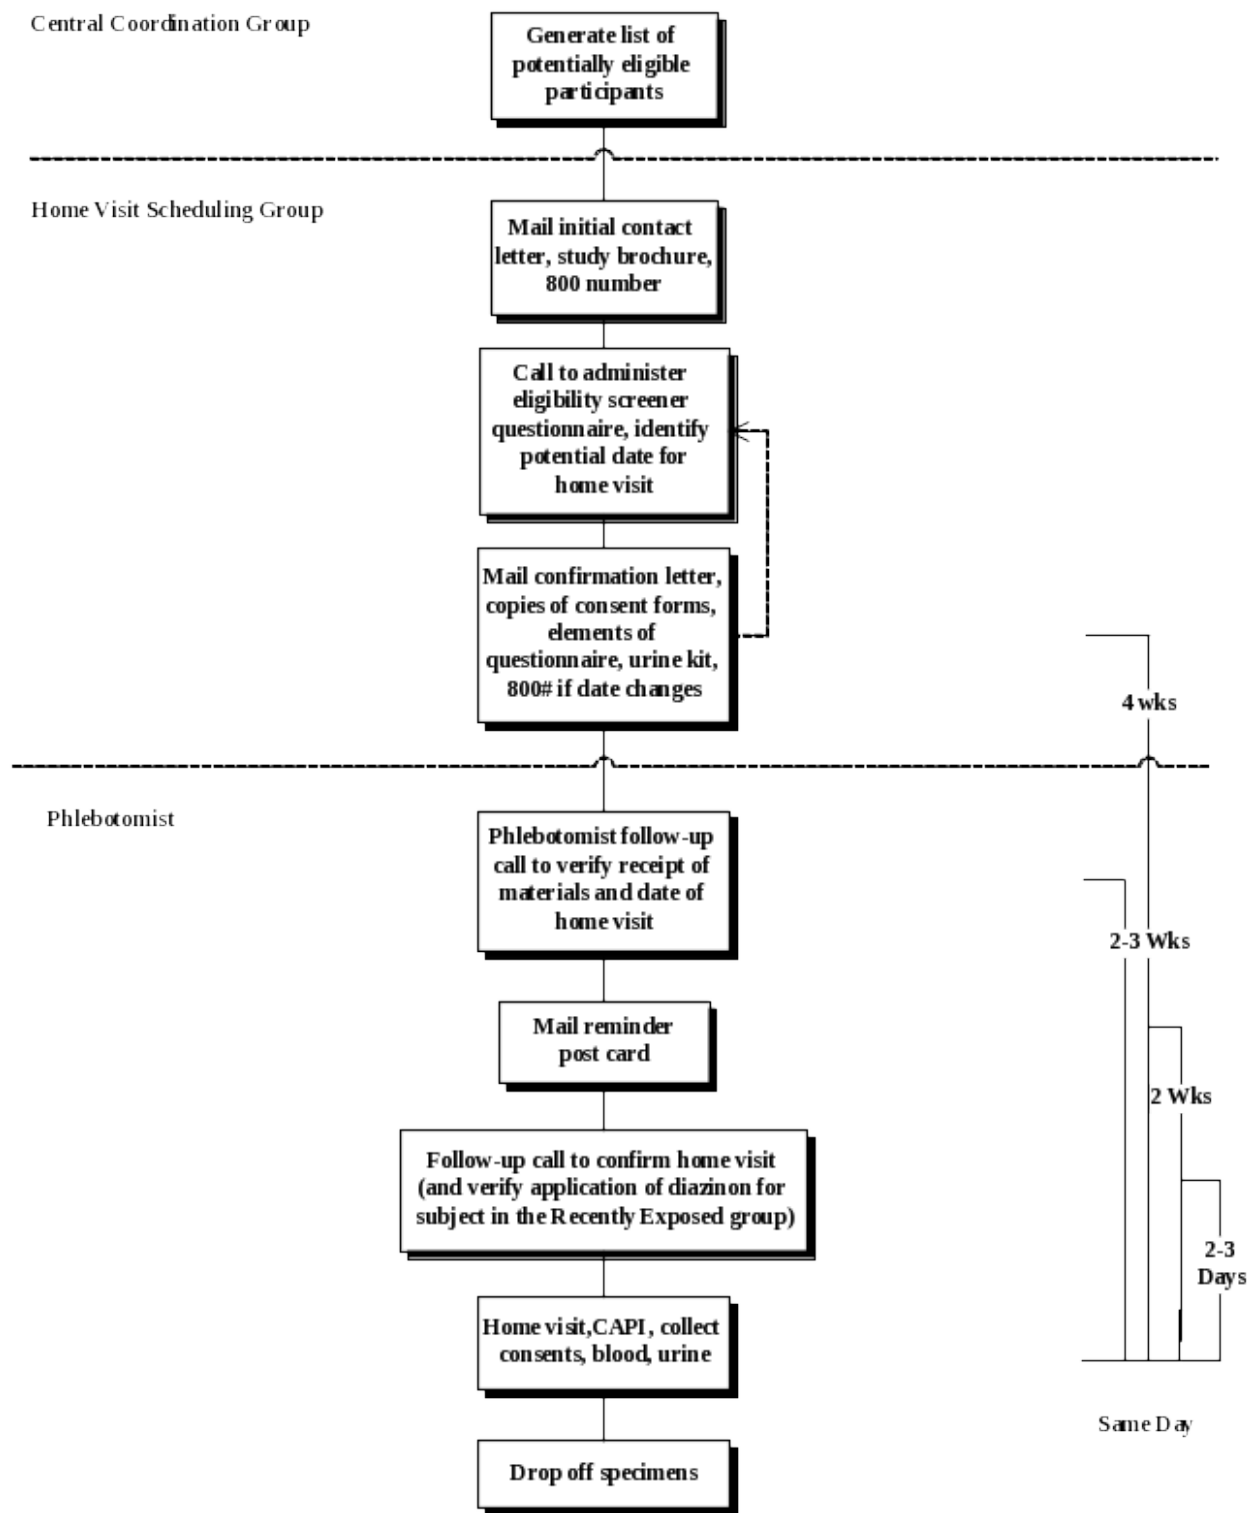 Central Coordination Group
Generate list of
potentially eligible
participants
Home Visit Scheduling Group
Mail initial contact
letter, study brochure,
800 number
Call to administer
eligibility screener
questionnaire, identify
potential date for
home visit
Mail confirmation letter,
copies of consent forms,
elements of
questionnaire, urine kit,
800# if date changes
4 wks
Phlebotomist
Phlebotomist follow-up
call to verify receipt of
materials and date of
home visit
2-3 Wks
Mail reminder
post card
2 Wks
Follow-up call to confirm home visit
(and verify application of diazinon for
subject in the Recently Exposed group)
2-3
Days
Home visit,CAPI, collect
consents, blood, urine
Same Day
Drop off specimens